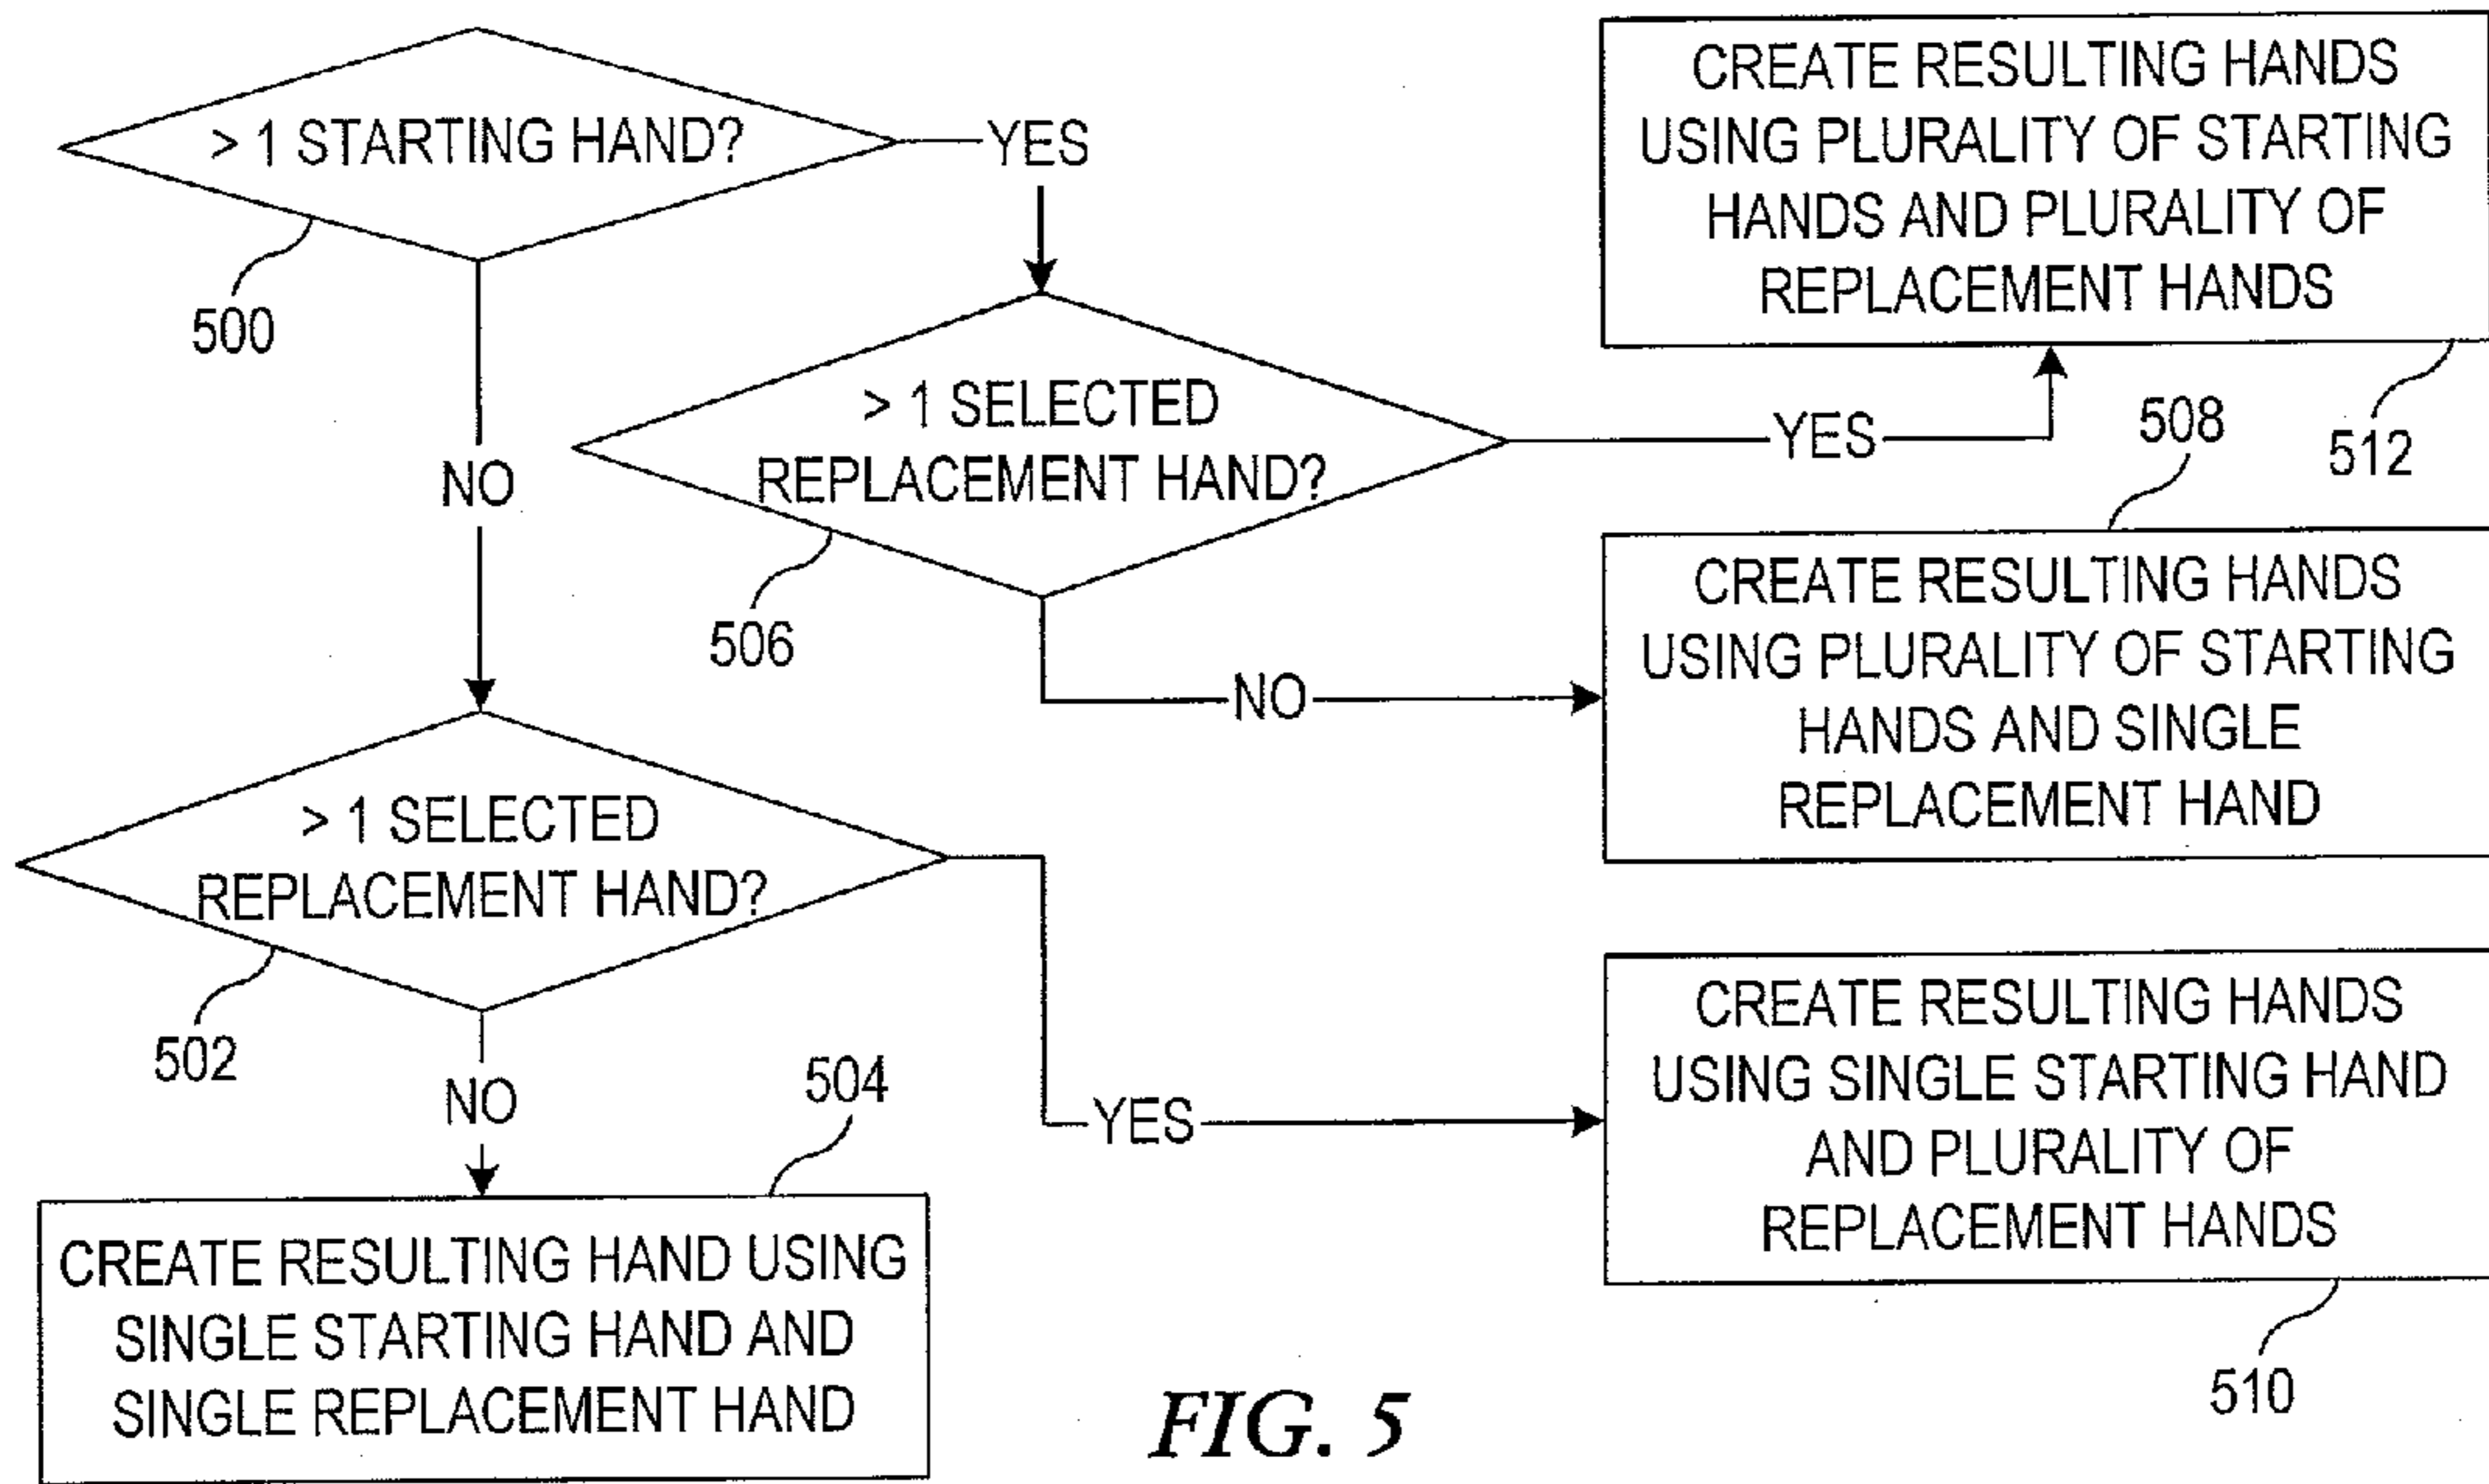 > 1 STARTING HAND?
YES
500
NO
> 1 SELECTED
REPLACEMENT HAND?
506
YES
NO
CREATE RESULTING HANDS
USING PLURALITY OF STARTING
HANDS AND PLURALITY OF
REPLACEMENT HANDS
512
508
CREATE RESULTING HANDS
USING PLURALITY OF STARTING
HANDS AND SINGLE
REPLACEMENT HAND
> 1 SELECTED
REPLACEMENT HAND?
502
NO
YES
504
CREATE RESULTING HAND USING
SINGLE STARTING HAND AND
SINGLE REPLACEMENT HAND
CREATE RESULTING HANDS
USING SINGLE STARTING HAND
AND PLURALITY OF
REPLACEMENT HANDS
510
FIG. 5